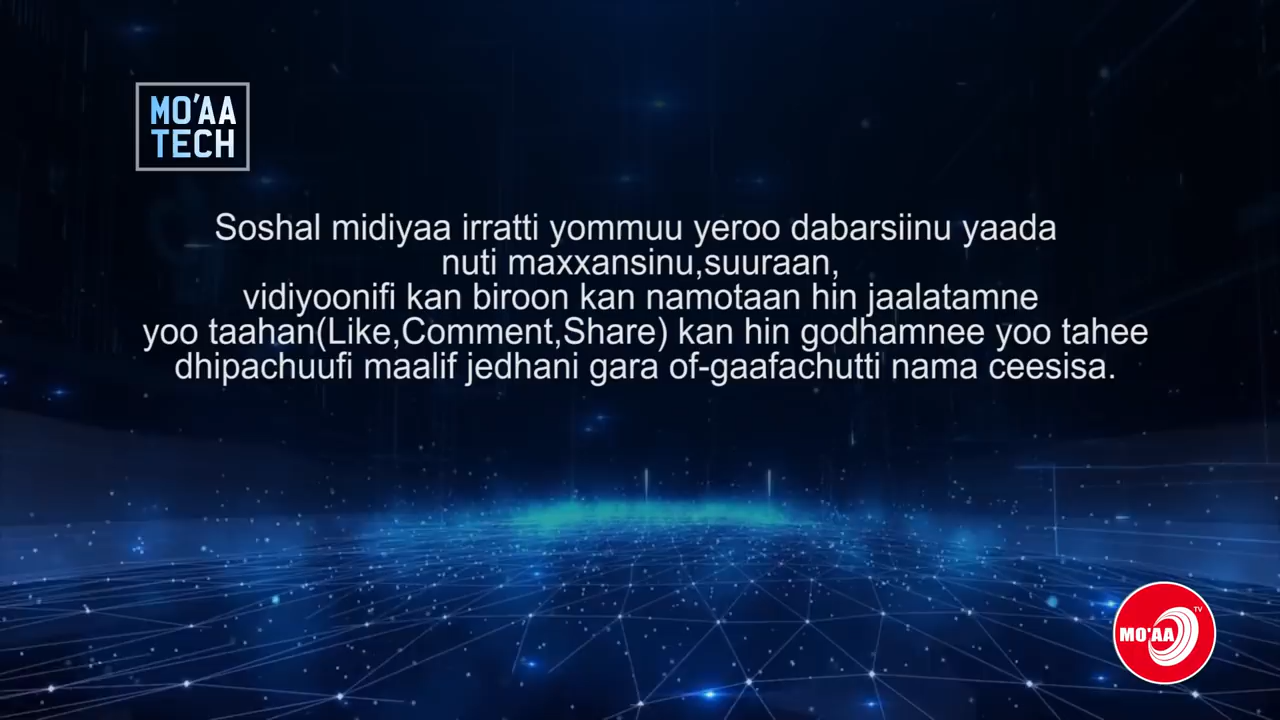 MO'AA
TECH
Soshal midiyaa irratti yommuu yeroo dabarsiinu yaada
nuti maxxansinu,suuraan,
vidiyoonifi kan biroon kan namotaan hin jaalatamne
yoo taahan(Like,Comment,Share) kan hin godhamnee yoo tahee
dhipachuufi maalif jedhani gara of-gaafachutti nama ceesisa.
MO'AA
TV